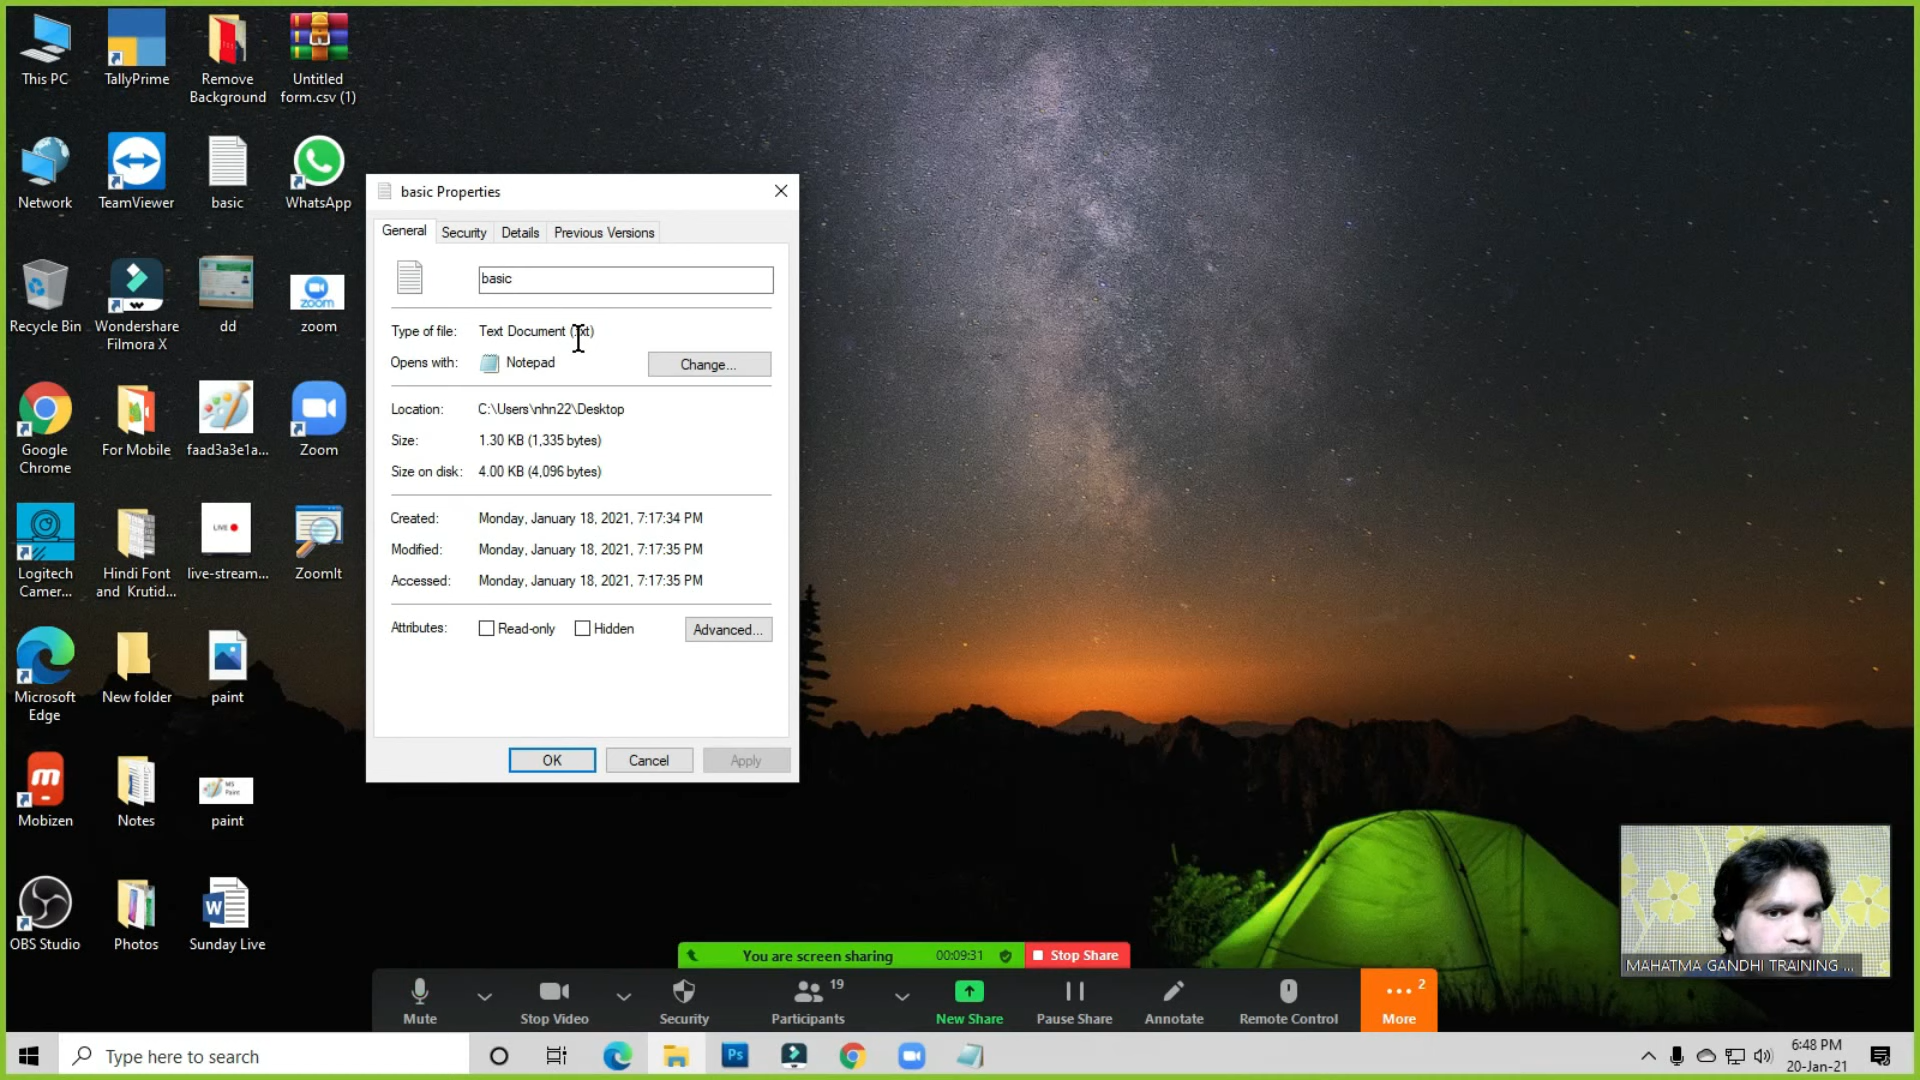 This PC
TallyPrime
Remove
Background
Untitled
form.csv (1)
Network
TeamViewer
basic
WhatsApp
Recycle Bin
Wondershare
Filmora X
dd
zoom
zoom
Google
Chrome
For Mobile
faad3a3e1a...
Zoom
Logitech
Camer...
Hindi Font
and Krutid...
LIVE
live-stream...
ZoomIt
Microsoft
Edge
New folder
paint
Mobizen
Notes
MS
Paint
paint
OBS Studio
Photos
Sunday Live
basic Properties
General
Security
Details
Previous Versions
basic
Type of file:
Text Document (.txt)
Opens with:
Notepad
Change...
Location:
C:\Users\nhn22\Desktop
Size:
1.30 KB (1,335 bytes)
Size on disk:
4.00 KB (4,096 bytes)
Created:
Monday, January 18, 2021, 7:17:34 PM
Modified:
Monday, January 18, 2021, 7:17:35 PM
Accessed:
Monday, January 18, 2021, 7:17:35 PM
Attributes:
Read-only
Hidden
Advanced...
OK
Cancel
Apply
MAHATMA GANDHI TRAINING ...
You are screen sharing
00:09:31
Stop Share
Mute
Stop Video
Security
19
Participants
New Share
Pause Share
Annotate
Remote Control
2
More
Type here to search
Ps
6:48 PM
20-Jan-21